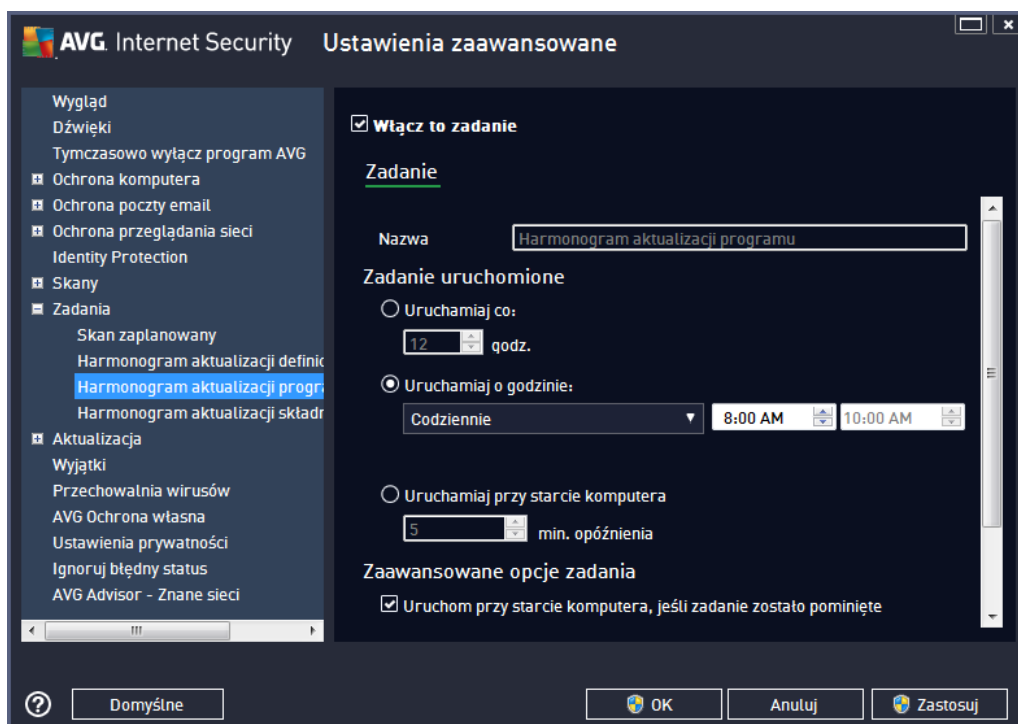 AVG. Internet Security Ustawienia zaawansowane
Wygląd
Dźwięki
Tymczasowo wyłącz program AVG
Ochrona komputera
Ochrona poczty email
Ochrona przeglądania sieci
Identity Protection
Skany
Zadania
Skan zaplanowany
Harmonogram aktualizacji definic
Harmonogram aktualizacji progra
Harmonogram aktualizacji składn
Aktualizacja
Wyjątki
Przechowalnia wirusów
AVG Ochrona własna
Ustawienia prywatności
Ignoruj błędny status
AVG Advisor - Znane sieci
Włącz to zadanie
Zadanie
Nazwa Harmonogram aktualizacji programu
Zadanie uruchomione
Uruchamiaj co:
12 godz.
Uruchamiaj o godzinie:
Codziennie 8:00 AM 10:00 AM
Uruchamiaj przy starcie komputera
5 min. opóźnienia
Zaawansowane opcje zadania
Uruchom przy starcie komputera, jeśli zadanie zostało pominięte
? Domyślne OK Anuluj Zastosuj